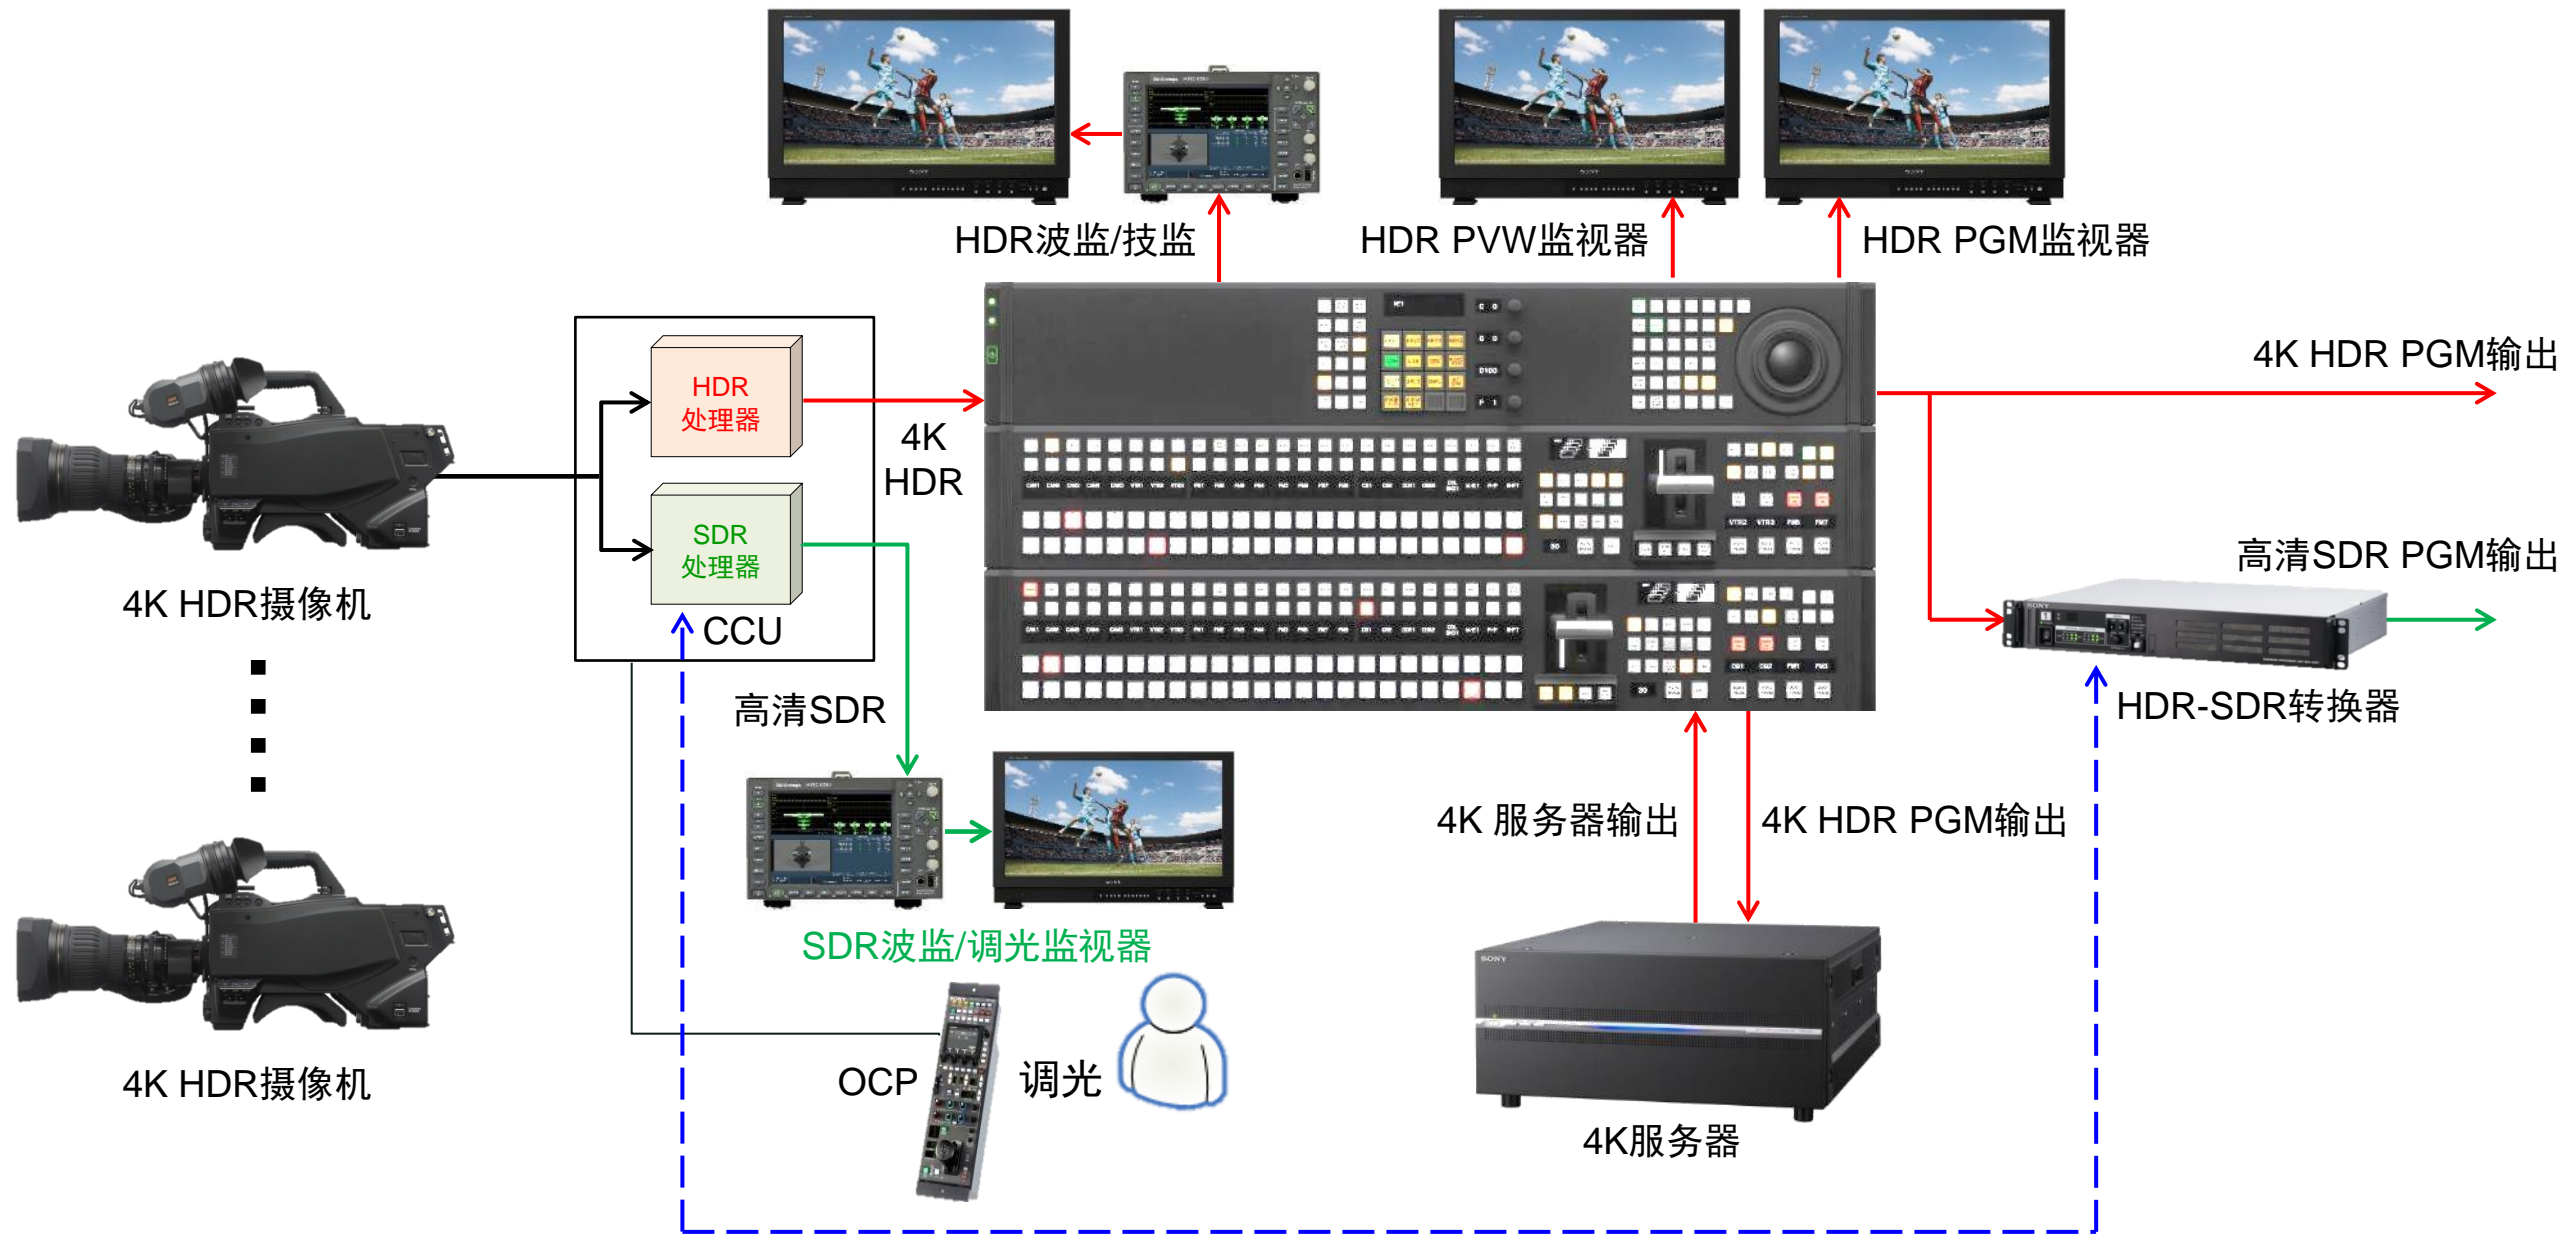 HDR波监/技监
HDR PVW监视器
HDR PGM监视器
4K HDR PGM输出
HDR
处理器
4K
HDR
SDR
处理器
CCU
4K HDR摄像机
高清SDR PGM输出
SONY
HDR-SDR转换器
高清SDR
4K 服务器输出
4K HDR PGM输出
SDR波监/调光监视器
SONY
OCP
调光
4K HDR摄像机
4K服务器